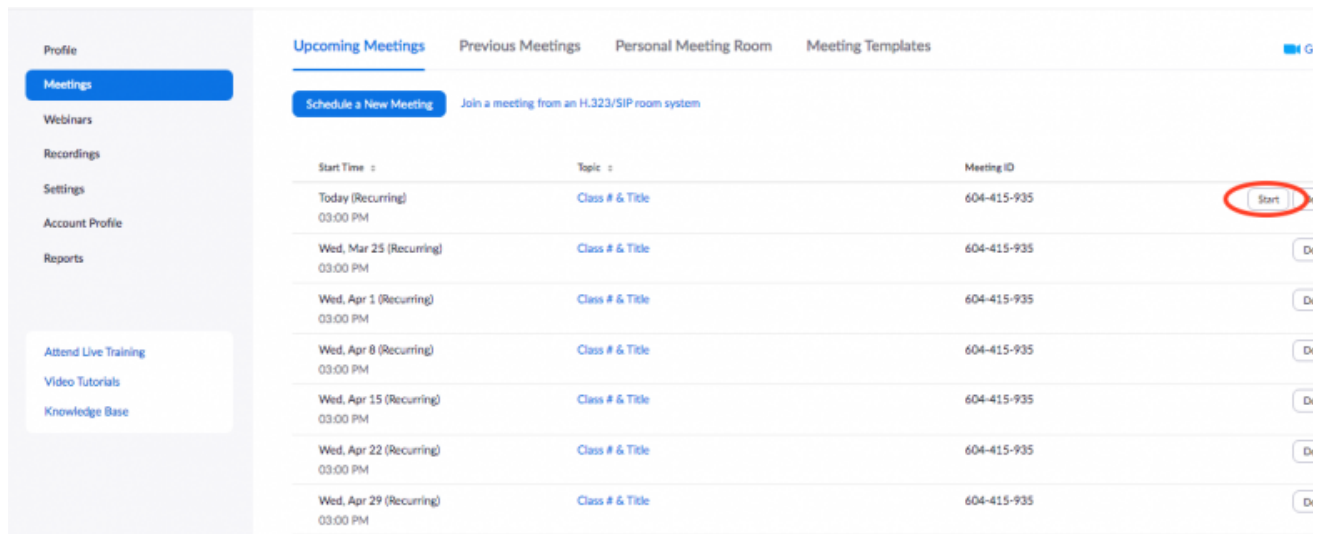 Profile
Meetings
Webinars
Recordings
Settings
Account Profile
Reports
Attend Live Training
Video Tutorials
Knowledge Base
Upcoming Meetings Previous Meetings Personal Meeting Room Meeting Templates
G
Schedule a New Meeting Join a meeting from an H.323/SIP room system
Start Time Topic Meeting ID
Today (Recurring) Class # & Title 604-415-935 Start
03:00 PM
Wed, Mar 25 (Recurring) Class # & Title 604-415-935 De
03:00 PM
Wed, Apr 1 (Recurring) Class # & Title 604-415-935 De
03:00 PM
Wed, Apr 8 (Recurring) Class # & Title 604-415-935 De
03:00 PM
Wed, Apr 15 (Recurring) Class # & Title 604-415-935 De
03:00 PM
Wed, Apr 22 (Recurring) Class # & Title 604-415-935 De
03:00 PM
Wed, Apr 29 (Recurring) Class # & Title 604-415-935 De
03:00 PM